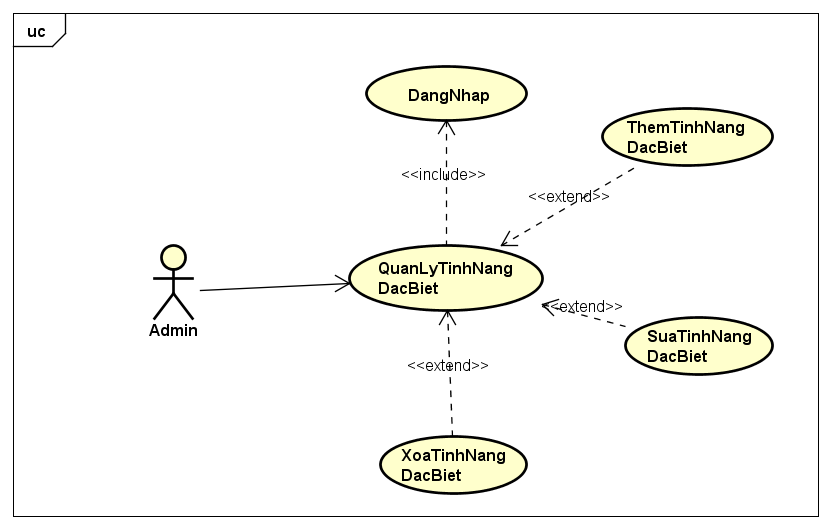 uc
DangNhap
ThemTinhNang
DacBiet
<<include>>
<<extend>>
QuanLyTinhNang
DacBiet
<<extend>>
Admin
SuaTinhNang
DacBiet
<<extend>>
XoaTinhNang
DacBiet